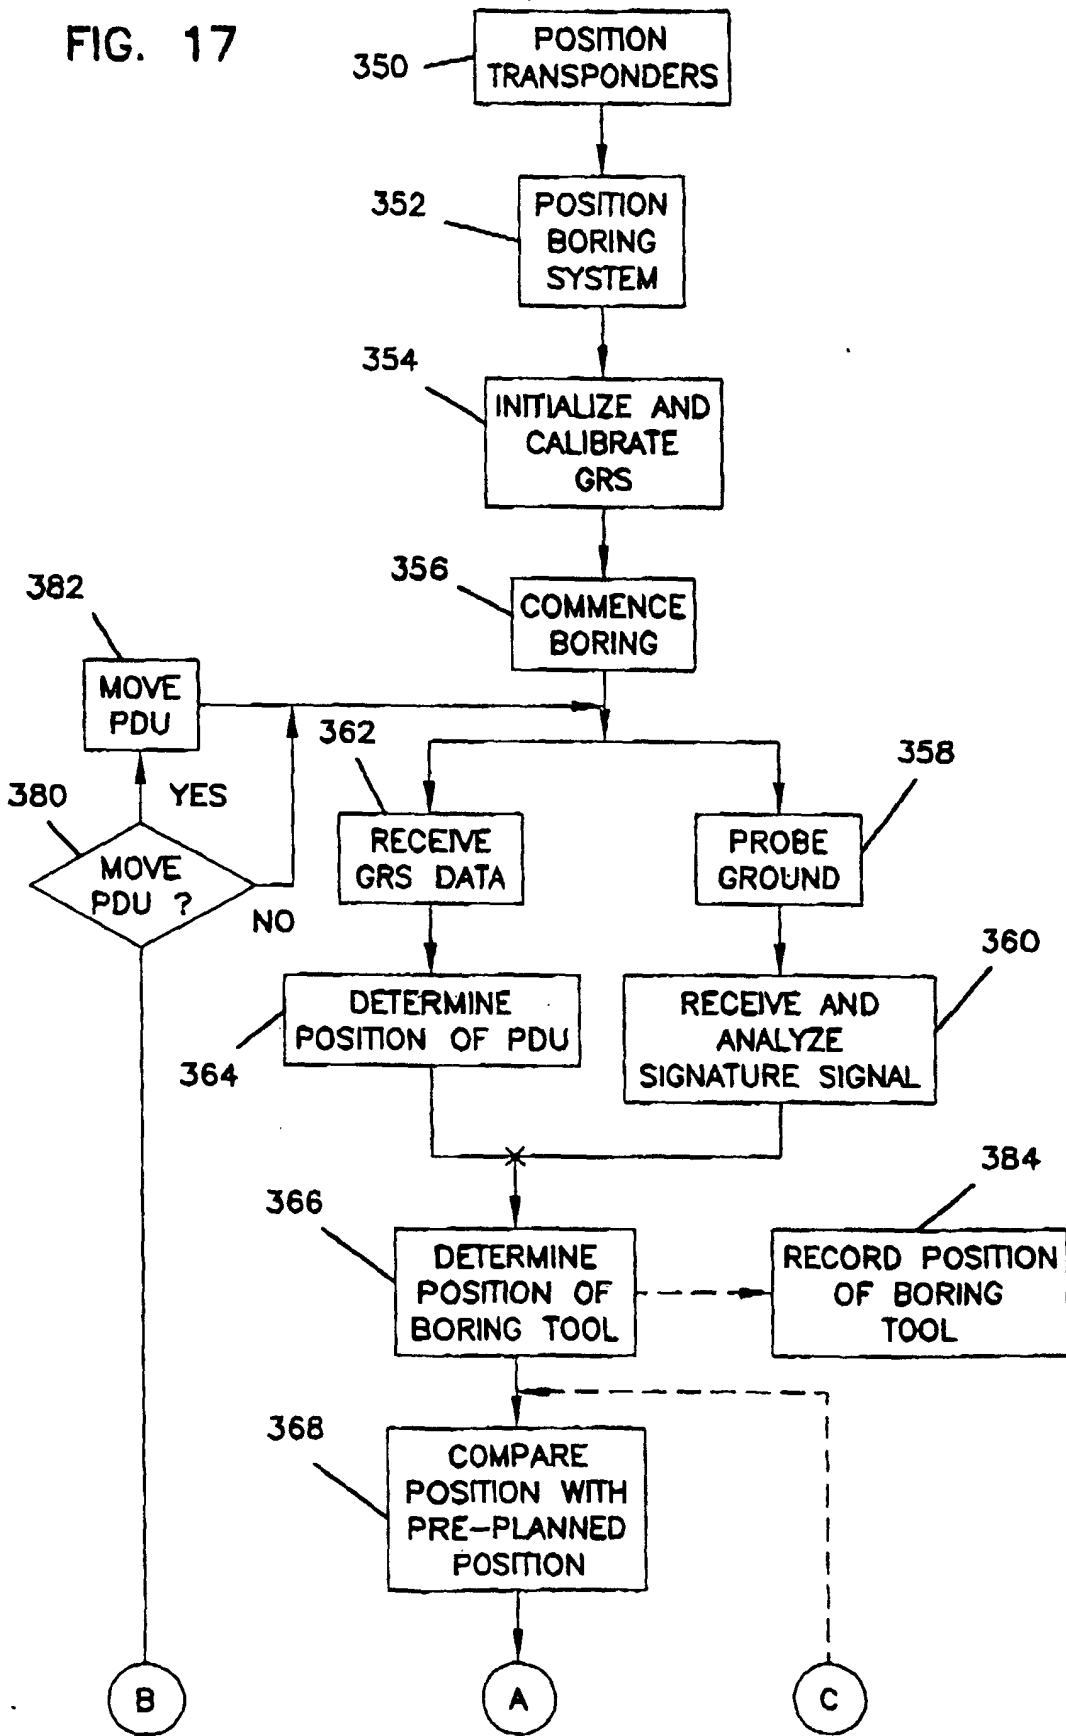 FIG. 17
350
POSITION
TRANSPONDERS
352
POSITION
BORING
SYSTEM
354
INITIALIZE AND
CALIBRATE
GRS
356
COMMENCE
BORING
382
MOVE
PDU
380
YES
MOVE
PDU ?
NO
362
RECEIVE
GRS DATA
358
PROBE
GROUND
364
DETERMINE
POSITION OF PDU
360
RECEIVE AND
ANALYZE
SIGNATURE SIGNAL
366
DETERMINE
POSITION OF
BORING TOOL
384
RECORD POSITION
OF BORING
TOOL
368
COMPARE
POSITION WITH
PRE-PLANNED
POSITION
B
A
C